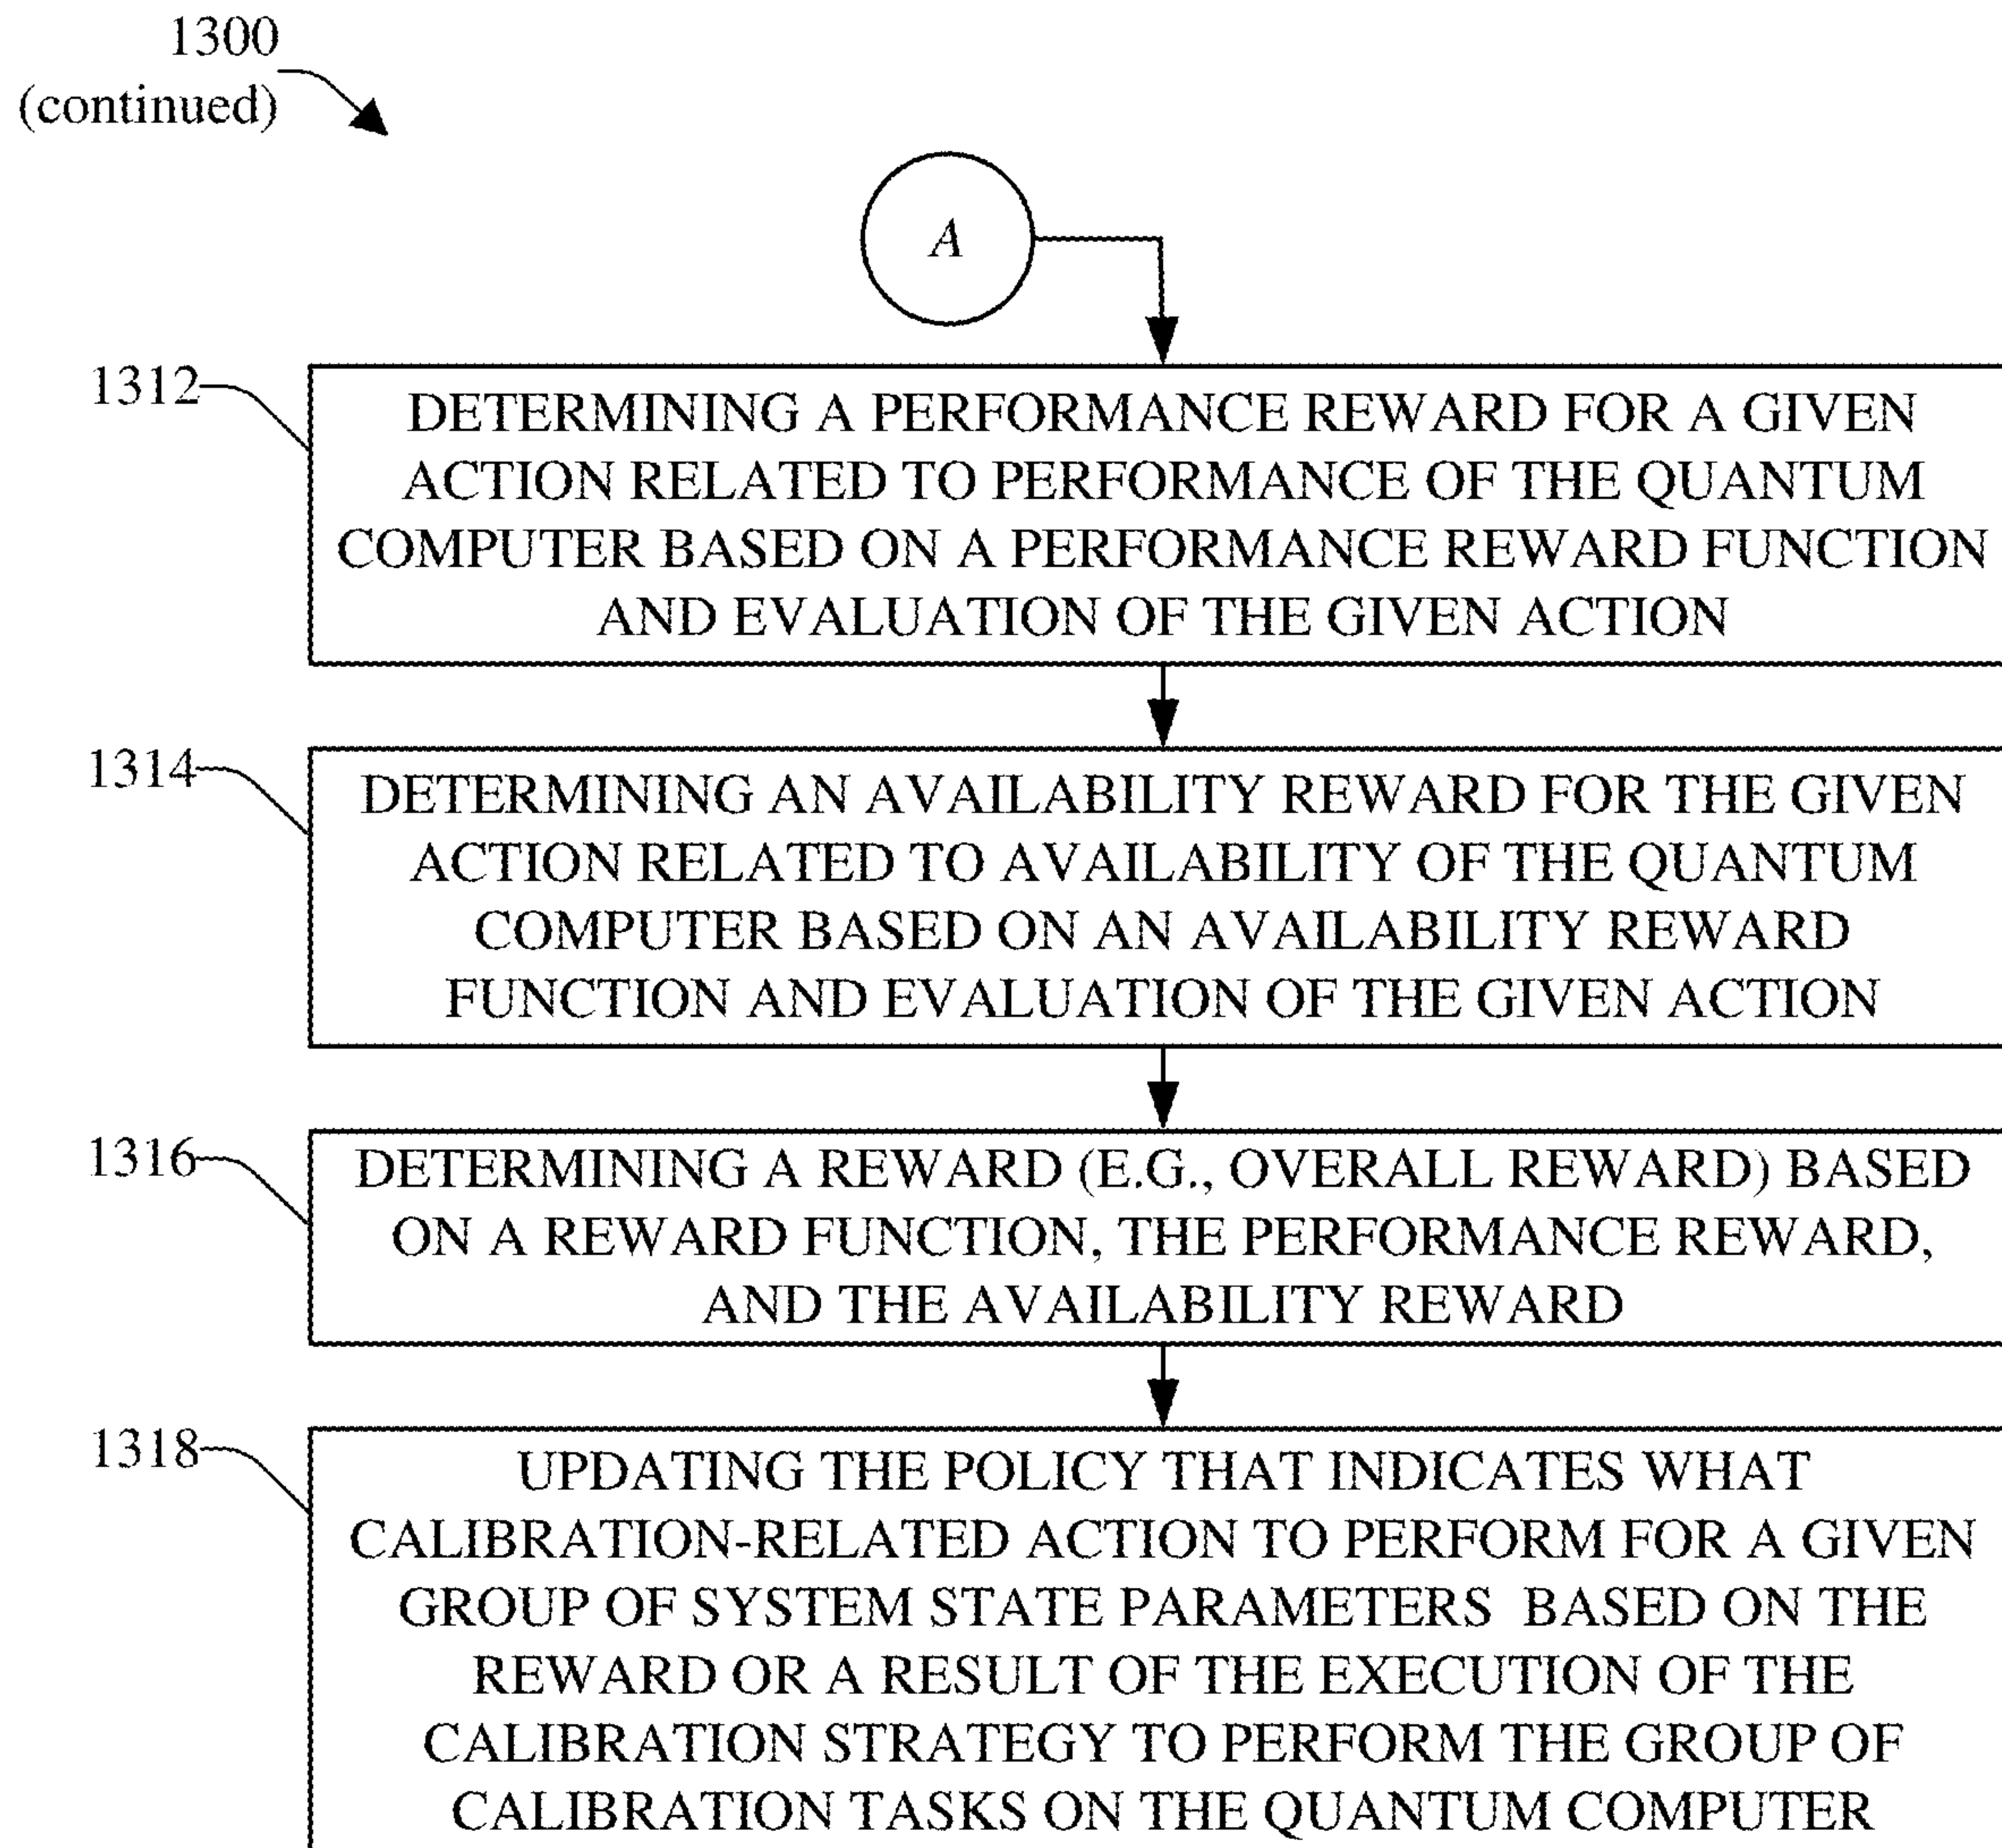 1300
(continued)
A
1312
DETERMINING A PERFORMANCE REWARD FOR A GIVEN
ACTION RELATED TO PERFORMANCE OF THE QUANTUM
COMPUTER BASED ON A PERFORMANCE REWARD FUNCTION
AND EVALUATION OF THE GIVEN ACTION
1314
DETERMINING AN AVAILABILITY REWARD FOR THE GIVEN
ACTION RELATED TO AVAILABILITY OF THE QUANTUM
COMPUTER BASED ON AN AVAILABILITY REWARD
FUNCTION AND EVALUATION OF THE GIVEN ACTION
1316
DETERMINING A REWARD (E.G., OVERALL REWARD) BASED
ON A REWARD FUNCTION, THE PERFORMANCE REWARD,
AND THE AVAILABILITY REWARD
1318
UPDATING THE POLICY THAT INDICATES WHAT
CALIBRATION-RELATED ACTION TO PERFORM FOR A GIVEN
GROUP OF SYSTEM STATE PARAMETERS BASED ON THE
REWARD OR A RESULT OF THE EXECUTION OF THE
CALIBRATION STRATEGY TO PERFORM THE GROUP OF
CALIBRATION TASKS ON THE QUANTUM COMPUTER